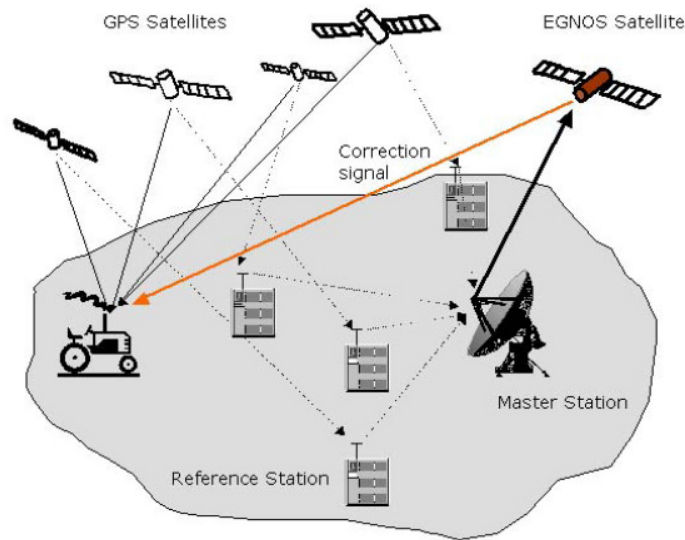 GPS Satellites
EGNOS Satellite
Correction
signal
Master Station
Reference Station